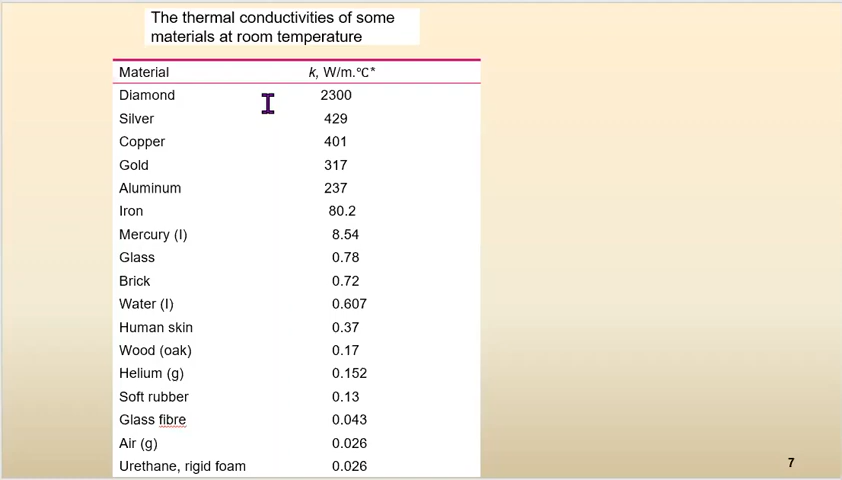 The thermal conductivities of some
materials at room temperature
Material k, W/m.°C*
Diamond 2300
Silver 429
Copper 401
Gold 317
Aluminum 237
Iron 80.2
Mercury (l) 8.54
Glass 0.78
Brick 0.72
Water (l) 0.607
Human skin 0.37
Wood (oak) 0.17
Helium (g) 0.152
Soft rubber 0.13
Glass fibre 0.043
Air (g) 0.026
Urethane, rigid foam 0.026
7